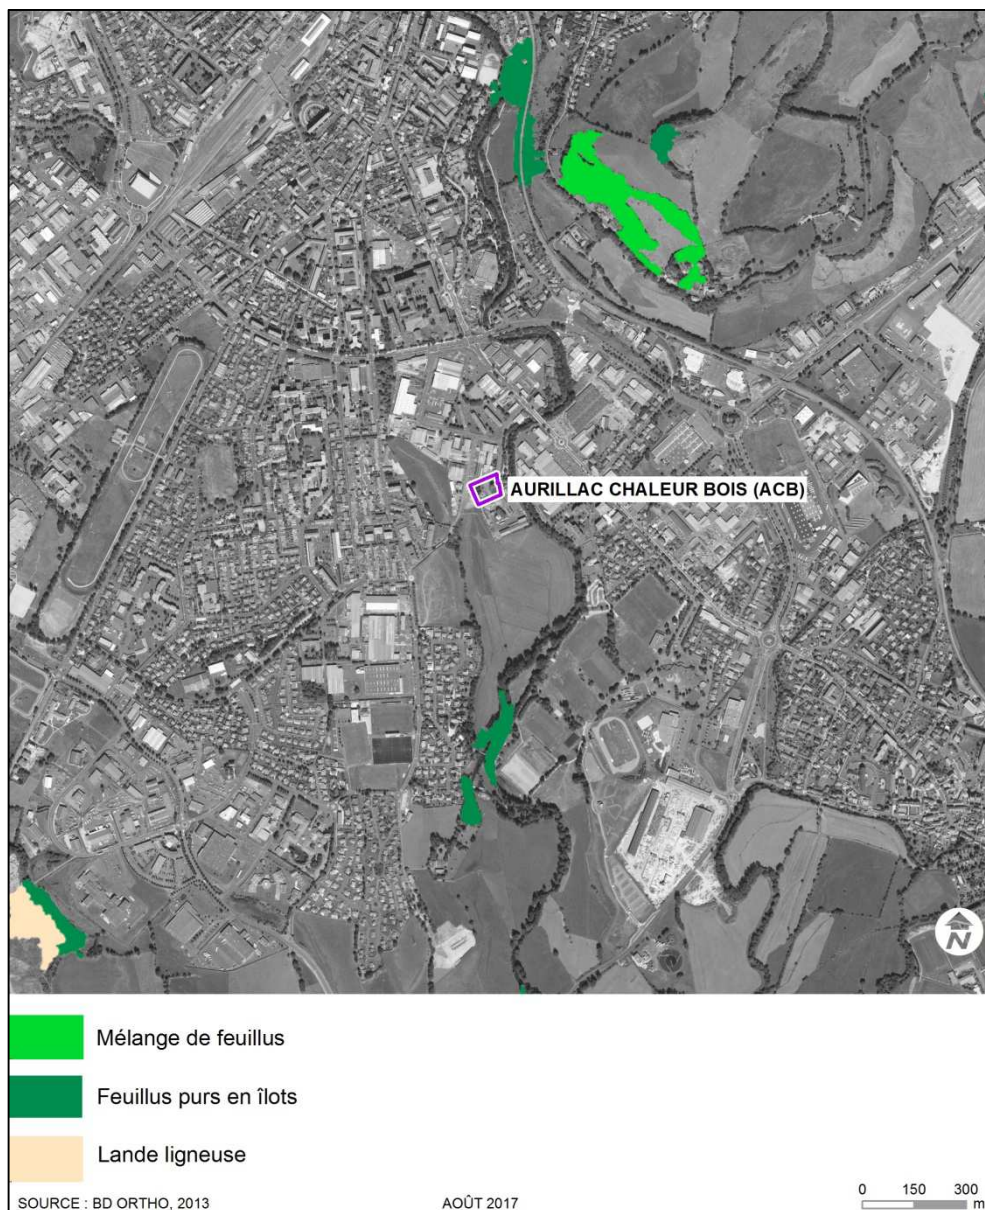 AURILLAC CHALEUR BOIS (ACB)
N
Mélange de feuillus
Feuillus purs en îlots
Lande ligneuse
SOURCE : BD ORTHO, 2013
AOÛT 2017
0 150 300
m